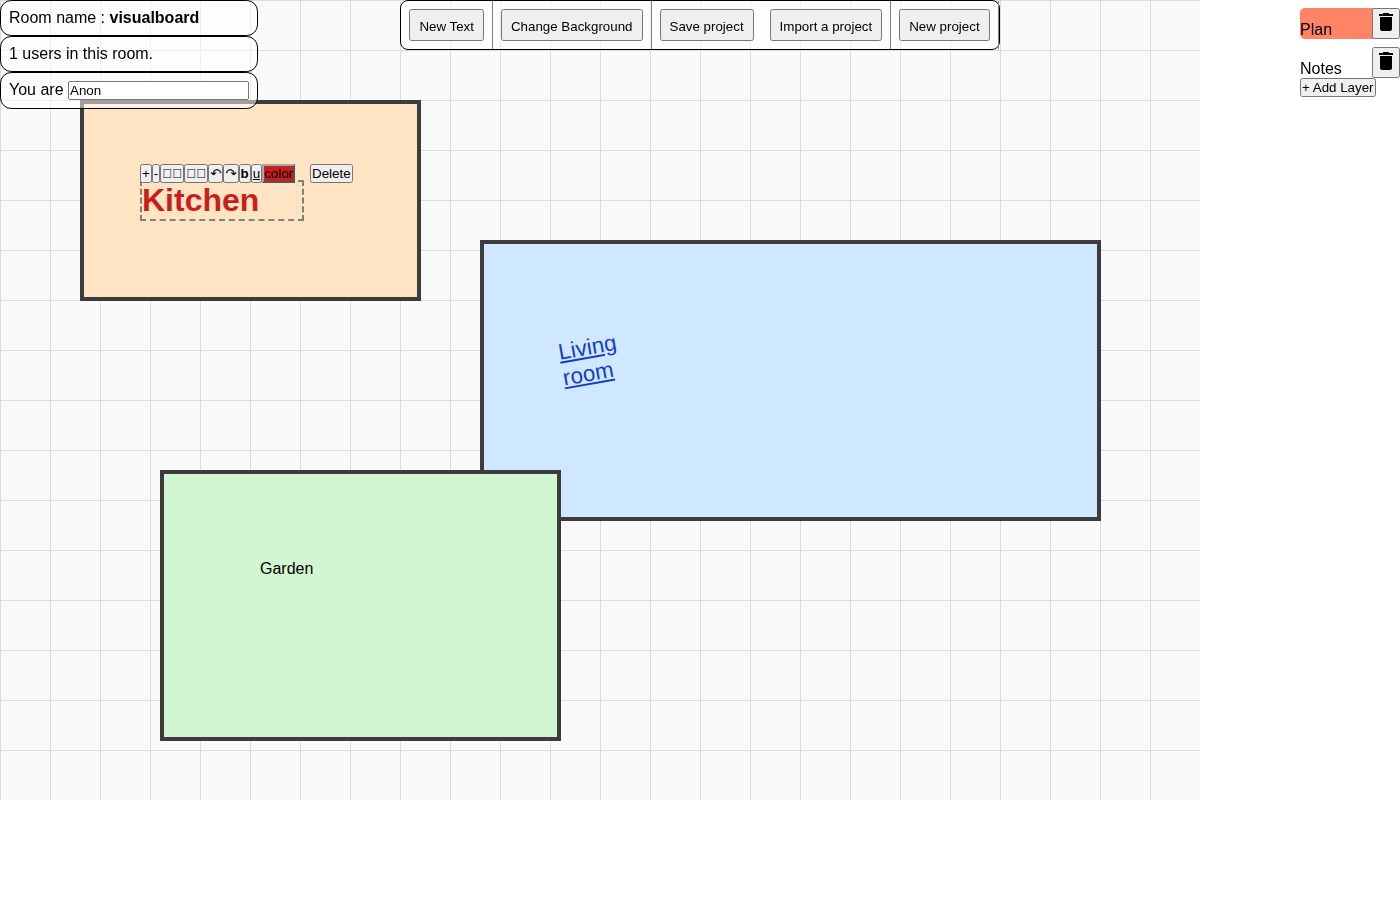 Room name : visualboard
1 users in this room.
You are Anon
New Text
Change Background
Save project
Import a project
New project
Plan
Notes
+ Add Layer
+ - ↶ ↷ b u color Delete
Kitchen
Living
room
Garden